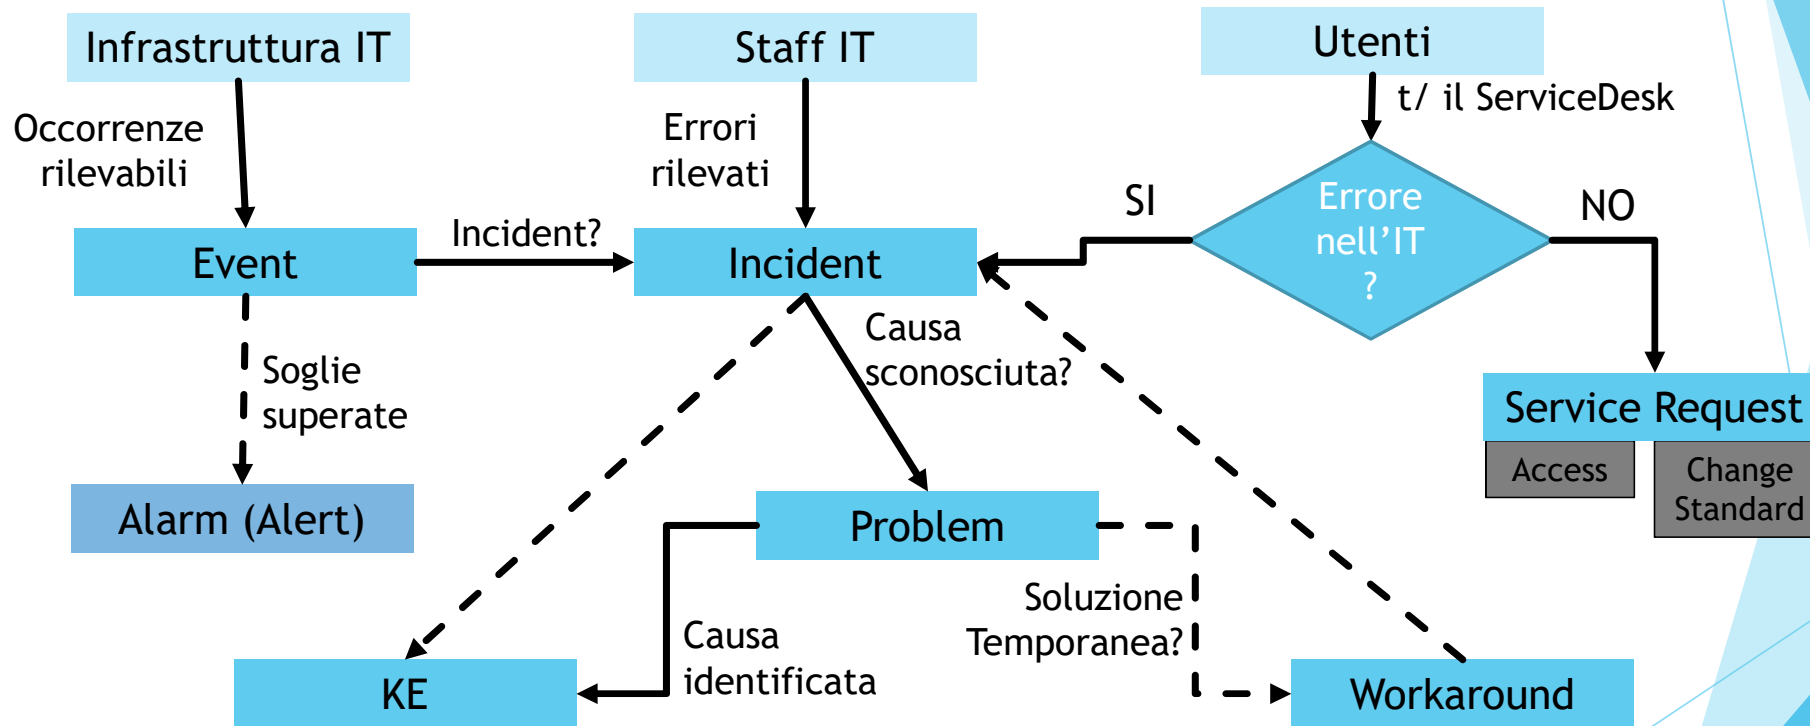 Infrastruttura IT
Staff IT
Utenti
t/ il ServiceDesk
Occorrenze
rilevabili
Errori
rilevati
SI
Errore
nell’IT
?
NO
Event
Incident?
Incident
Causa
sconosciuta?
Soglie
superate
Service Request
Access
Change
Standard
Alarm (Alert)
Problem
Soluzione
Temporanea?
Causa
identificata
KE
Workaround